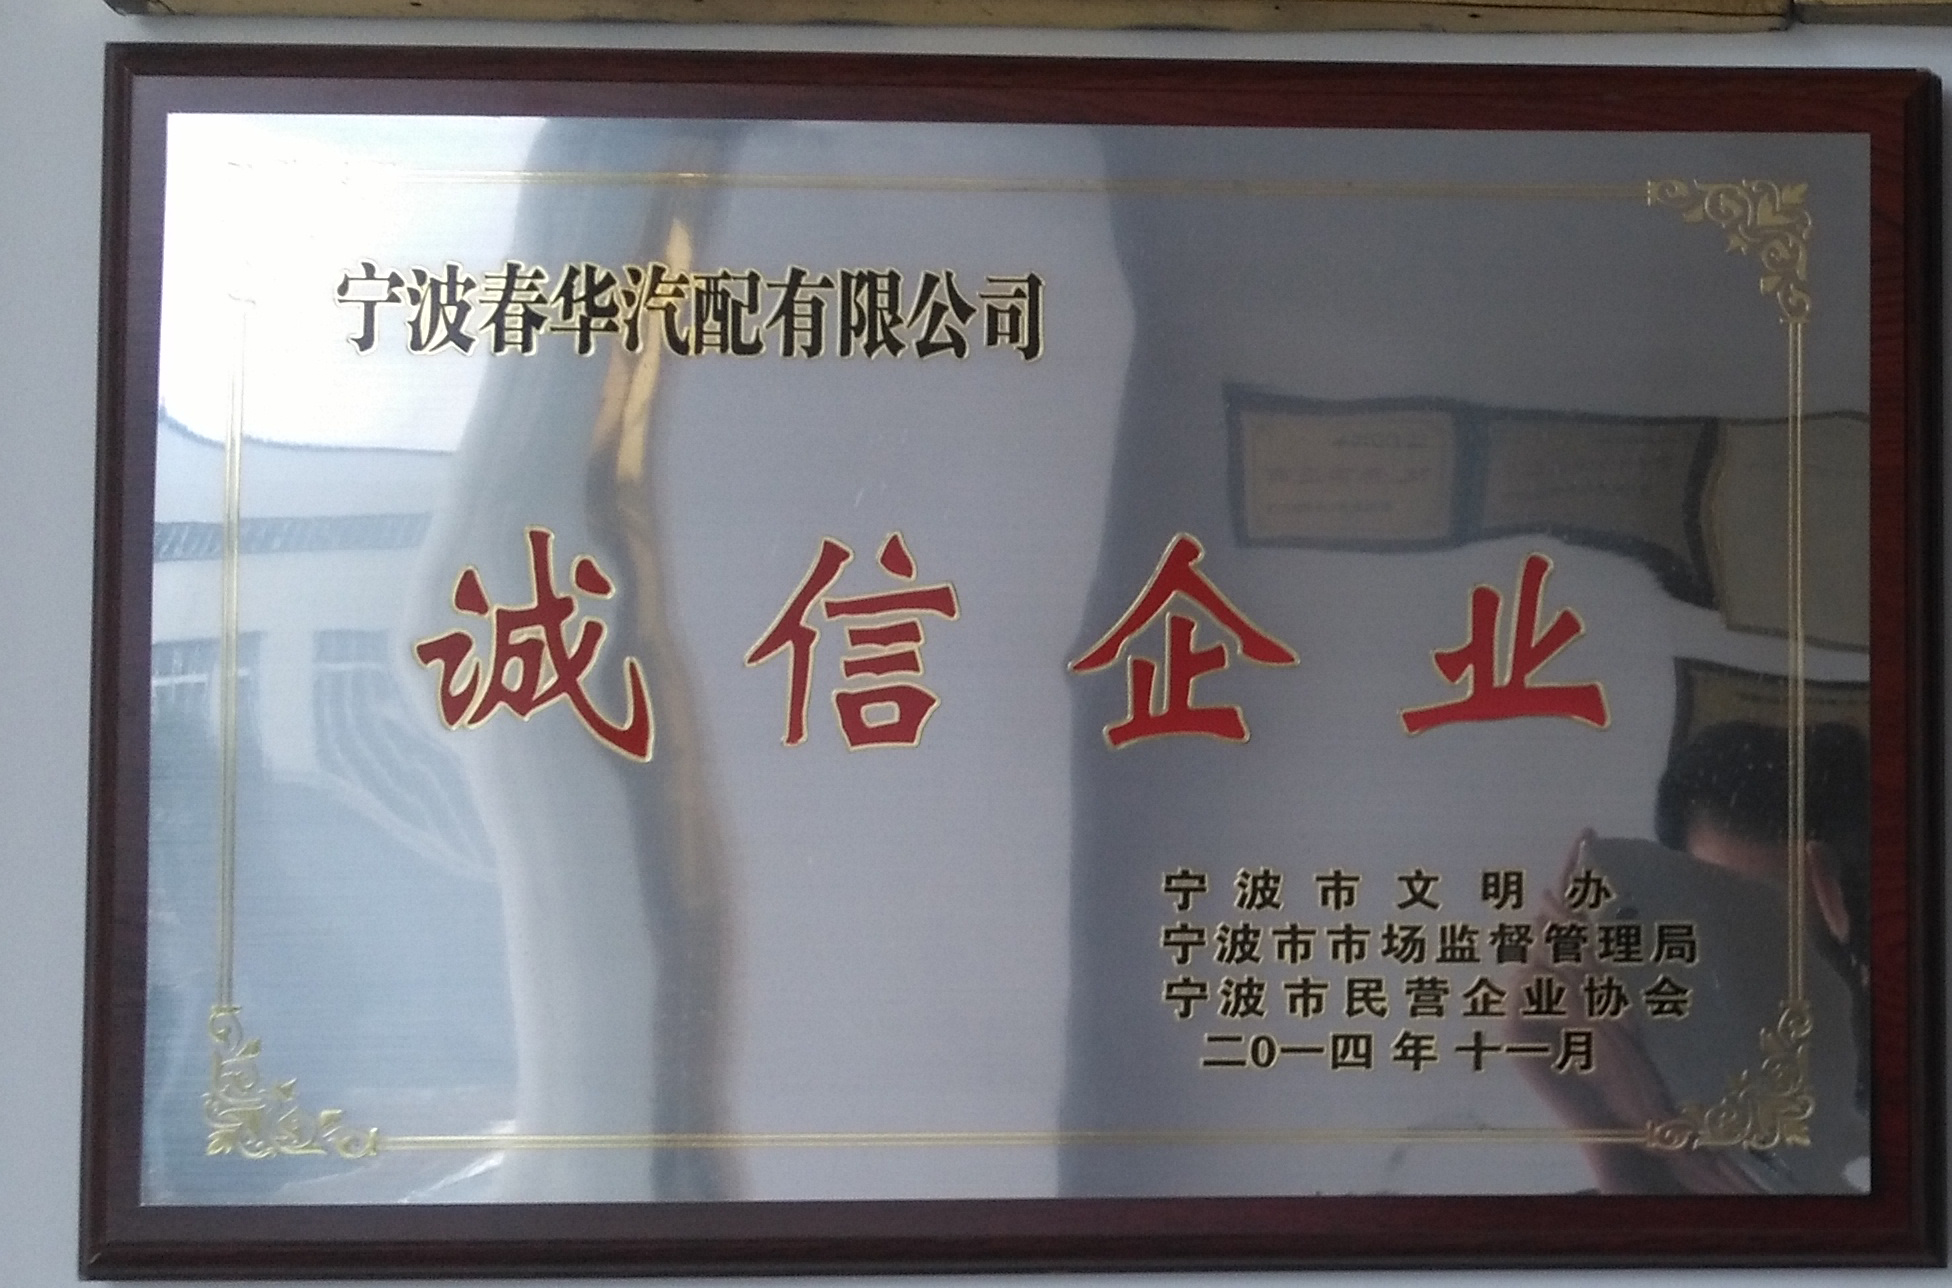 宁波春华汽配有限公司
诚信企业
宁波市文明办
宁波市市场监督管理局
宁波市民营企业协会
二0一四年十一月